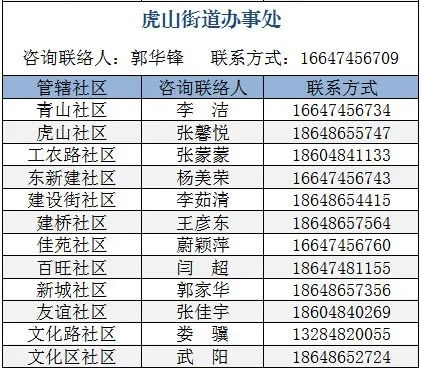 虎山街道办事处
咨询联络人：郭华锋 联系方式：16647456709
管辖社区 咨询联络人 联系方式
青山社区 李 洁 16647456734
虎山社区 张馨悦 18648655747
工农路社区 张蒙蒙 18604841133
东新建社区 杨美荣 16647456743
建设街社区 李茹淯 18648654415
建桥社区 王彦东 18648657564
佳苑社区 蔚颖萍 16647456760
百旺社区 闫 超 18647481155
新城社区 郭家华 18648657356
友谊社区 张佳宇 18604840269
文化路社区 娄 骥 13284820055
文化区社区 武 阳 18648652724